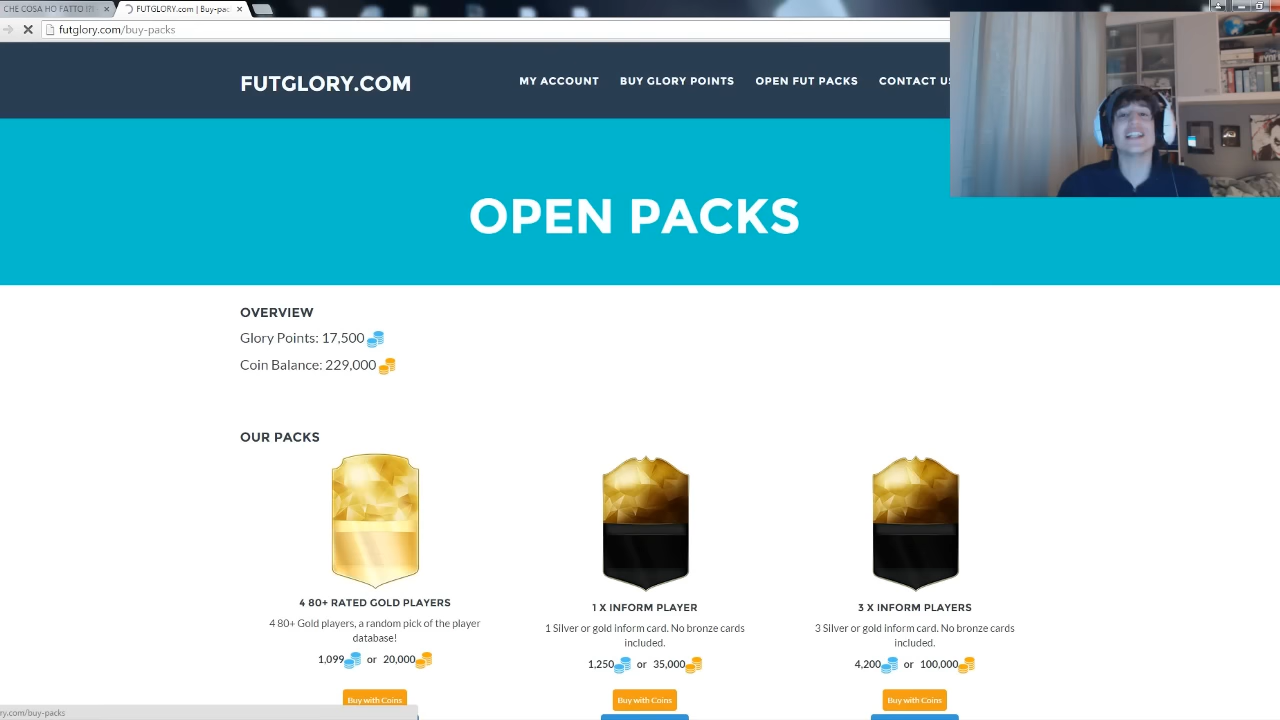 CHE COSA HO FATTO !?!
FUTGLORY.com | Buy-pac
futglory.com/buy-packs
FUTGLORY.COM
MY ACCOUNT
BUY GLORY POINTS
OPEN FUT PACKS
CONTACT US
OPEN PACKS
OVERVIEW
Glory Points: 17,500
Coin Balance: 229,000
OUR PACKS
4 80+ RATED GOLD PLAYERS
4 80+ Gold players, a random pick of the player
database!
1,099 or 20,000
Buy with Coins
1 X INFORM PLAYER
1 Silver or gold inform card. No bronze cards
included.
1,250 or 35,000
Buy with Coins
3 X INFORM PLAYERS
3 Silver or gold inform card. No bronze cards
included.
4,200 or 100,000
Buy with Coins
ry.com/buy-packs